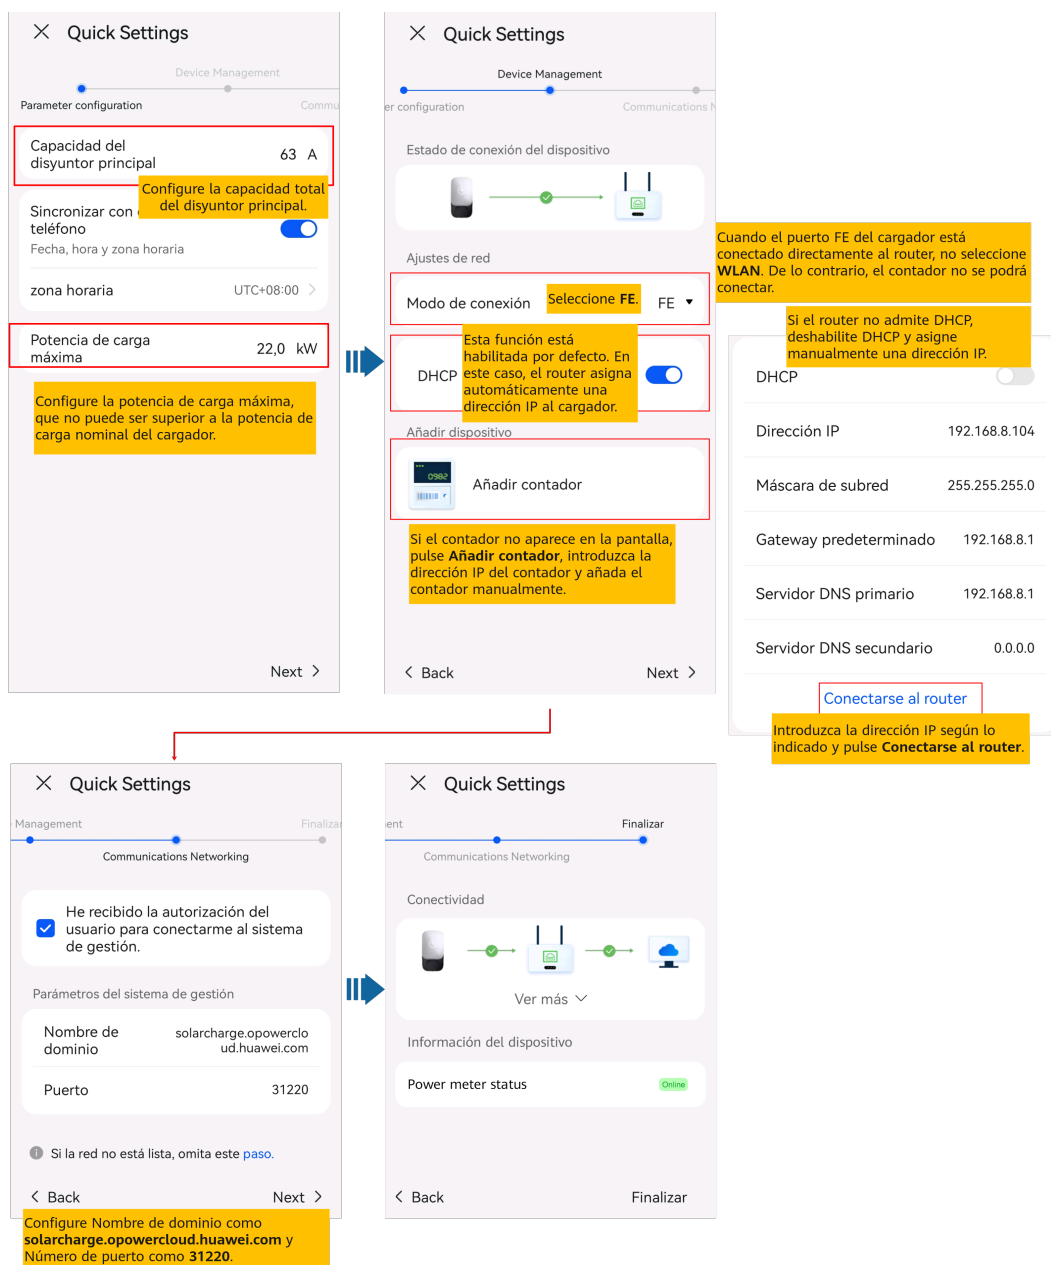 Quick Settings
Device Management
Parameter configuration
Commu
Capacidad del
disyuntor principal
63 A
Configure la capacidad total
del disyuntor principal.
Sincronizar con
teléfono
Fecha, hora y zona horaria
zona horaria
UTC+08:00
Potencia de carga
máxima
22,0 kW
Configure la potencia de carga máxima,
que no puede ser superior a la potencia de
carga nominal del cargador.
Next
Quick Settings
Device Management
er configuration
Communications N
Estado de conexión del dispositivo
Ajustes de red
Modo de conexión
Seleccione FE.
FE
Esta función está
habilitada por defecto. En
este caso, el router asigna
automáticamente una
dirección IP al cargador.
DHCP
Añadir dispositivo
0982
Añadir contador
Si el contador no aparece en la pantalla,
pulse Añadir contador, introduzca la
dirección IP del contador y añada el
contador manualmente.
Back
Next
Cuando el puerto FE del cargador está
conectado directamente al router, no seleccione
WLAN. De lo contrario, el contador no se podrá
conectar.
Si el router no admite DHCP,
deshabilite DHCP y asigne
manualmente una dirección IP.
DHCP
Dirección IP
192.168.8.104
Máscara de subred
255.255.255.0
Gateway predeterminado
192.168.8.1
Servidor DNS primario
192.168.8.1
Servidor DNS secundario
0.0.0.0
Conectarse al router
Introduzca la dirección IP según lo
indicado y pulse Conectarse al router.
Quick Settings
Management
Finalizar
Communications Networking
He recibido la autorización del
usuario para conectarme al sistema
de gestión.
Parámetros del sistema de gestión
Nombre de
dominio
solarcharge.opowerclo
ud.huawei.com
Puerto
31220
Si la red no está lista, omita este paso.
Back
Next
Configure Nombre de dominio como
solarcharge.opowercloud.huawei.com y
Número de puerto como 31220.
Quick Settings
ent
Finalizar
Communications Networking
Conectividad
Ver más
Información del dispositivo
Power meter status
Online
Back
Finalizar